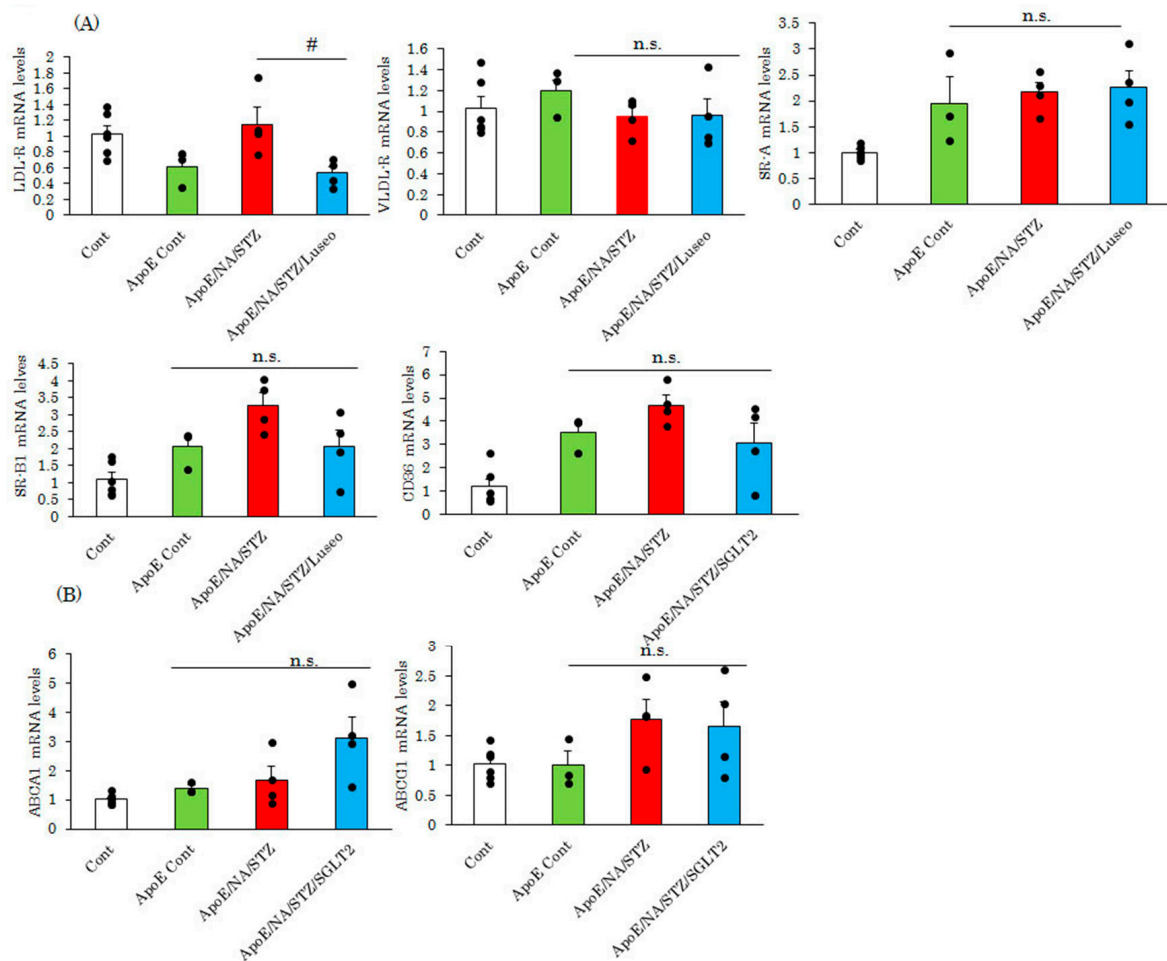 (A)
LDL-R mRNA levels
2
1.8
1.6
1.4
1.2
1
0.8
0.6
0.4
0.2
0
#
Cont
ApoE Cont
ApoE/NA/STZ
ApoE/NA/STZ/Luseo
VLDL-R mRNA levels
1.6
1.4
1.2
1
0.8
0.6
0.4
0.2
0
n.s.
Cont
ApoE Cont
ApoE/NA/STZ
ApoE/NA/STZ/Luseo
SR-A mRNA levels
3.5
3
2.5
2
1.5
1
0.5
0
n.s.
Cont
ApoE Cont
ApoE/NA/STZ
ApoE/NA/STZ/Luseo
SR-B1 mRNA lelves
4.5
4
3.5
3
2.5
2
1.5
1
0.5
0
n.s.
Cont
ApoE Cont
ApoE/NA/STZ
ApoE/NA/STZ/Luseo
CD36 mRNA levels
7
6
5
4
3
2
1
0
n.s.
Cont
ApoE Cont
ApoE/NA/STZ
ApoE/NA/STZ/SGLT2
(B)
ABCA1 mRNA levels
6
5
4
3
2
1
0
n.s.
Cont
ApoE Cont
ApoE/NA/STZ
ApoE/NA/STZ/SGLT2
ABCG1 mRNA levels
3
2.5
2
1.5
1
0.5
0
n.s.
Cont
ApoE Cont
ApoE/NA/STZ
ApoE/NA/STZ/SGLT2